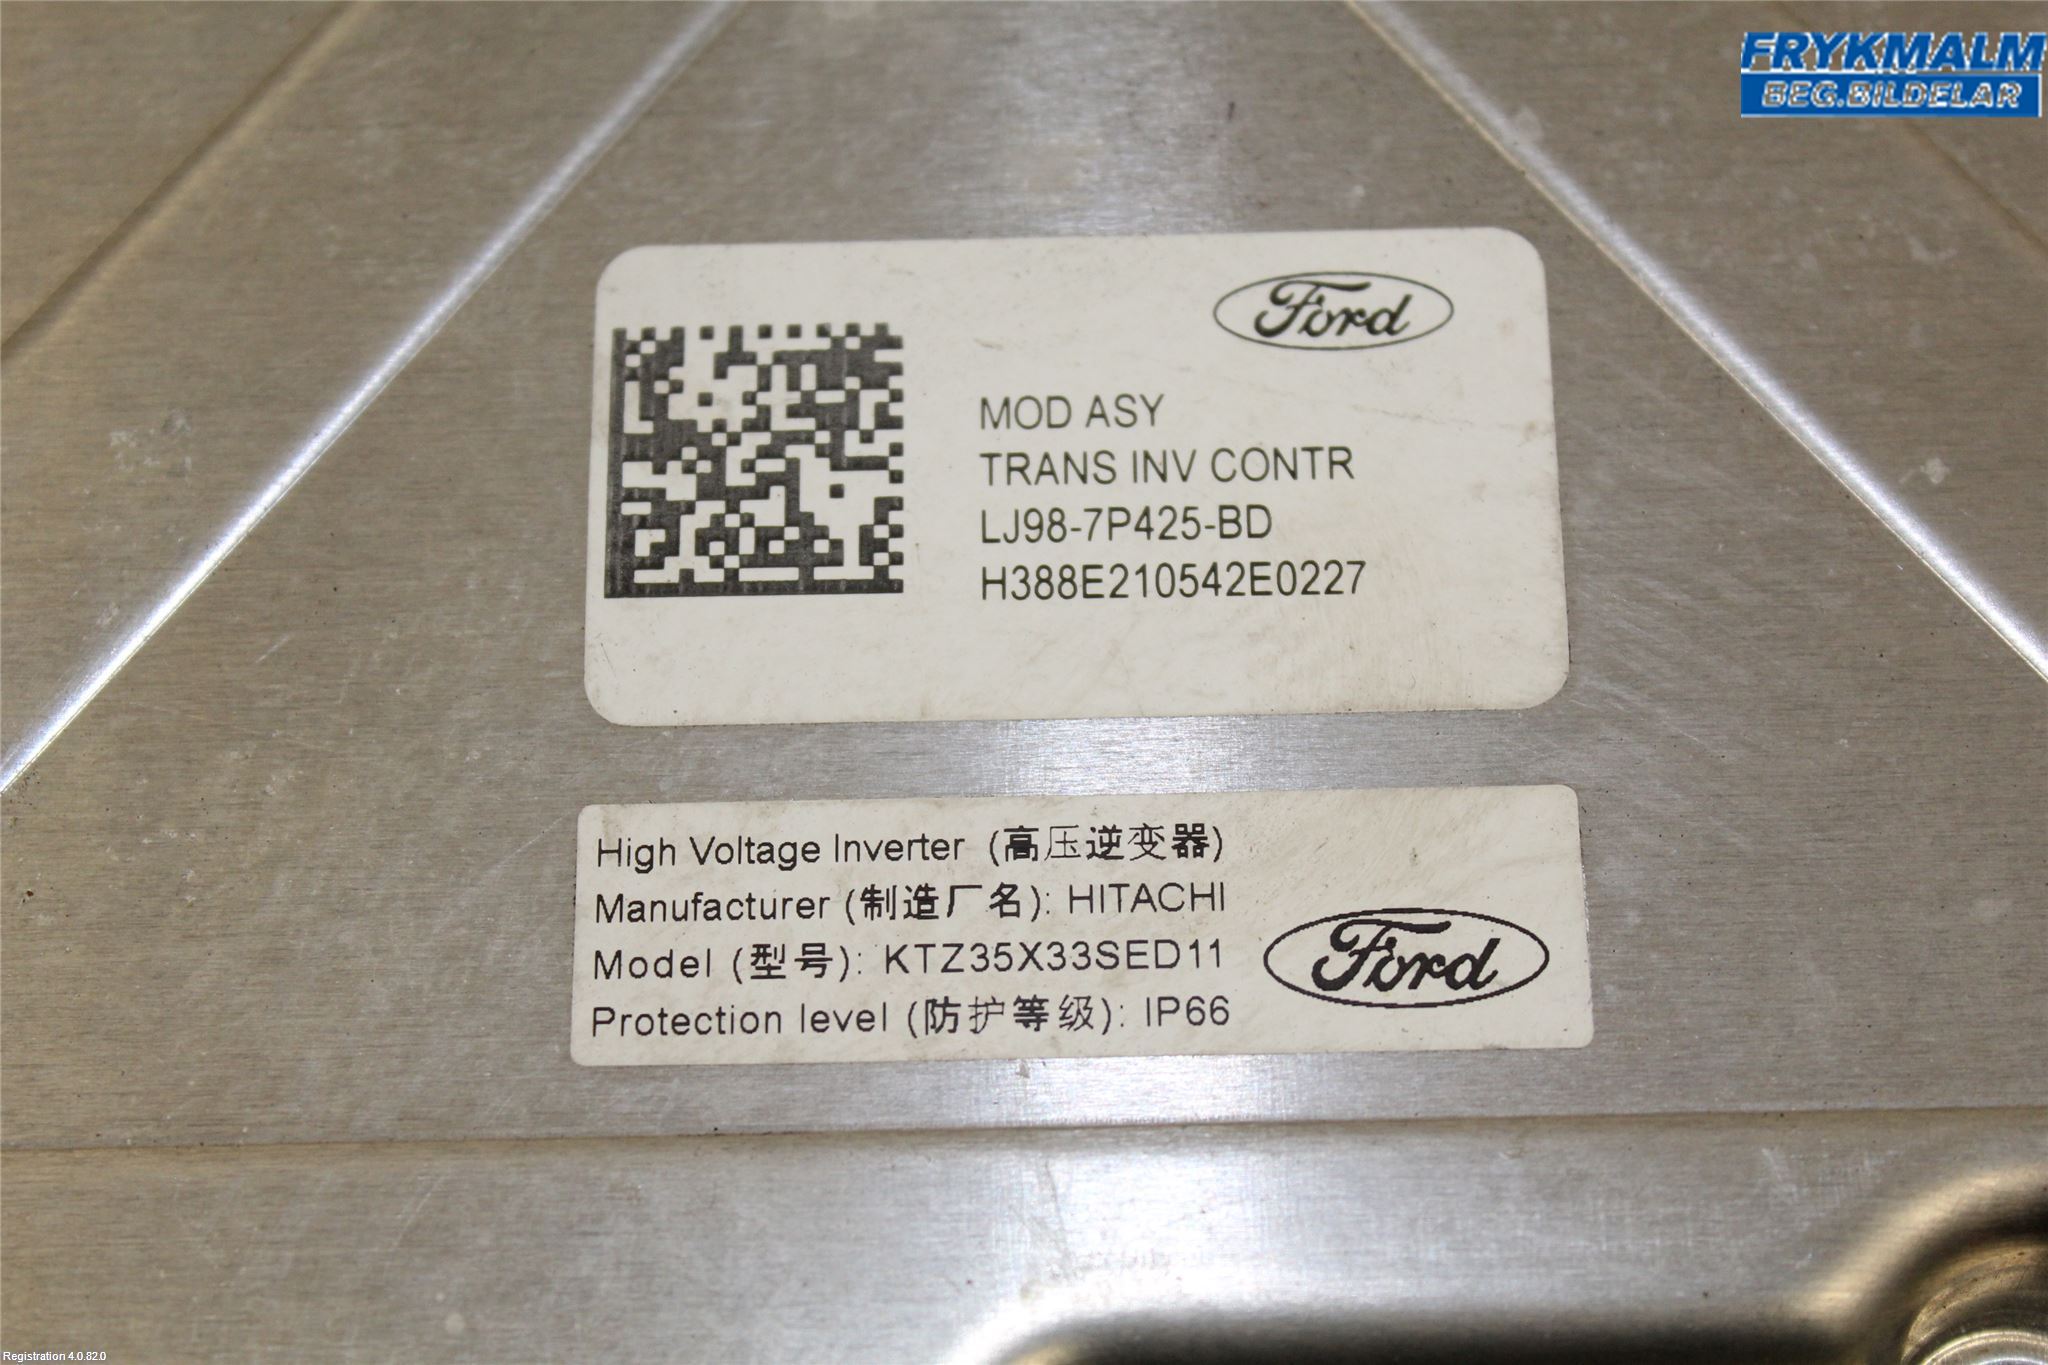 FRYKMALM
BEG.BILDELAR
Ford
MOD ASY
TRANS INV CONTR
LJ98-7P425-BD
H388E210542E0227
High Voltage Inverter (高压逆变器)
Manufacturer (制造厂名): HITACHI
Model (型号): KTZ35X33SED11
Protection level (防护等级): IP66
Ford
Registration 4.0.82.0